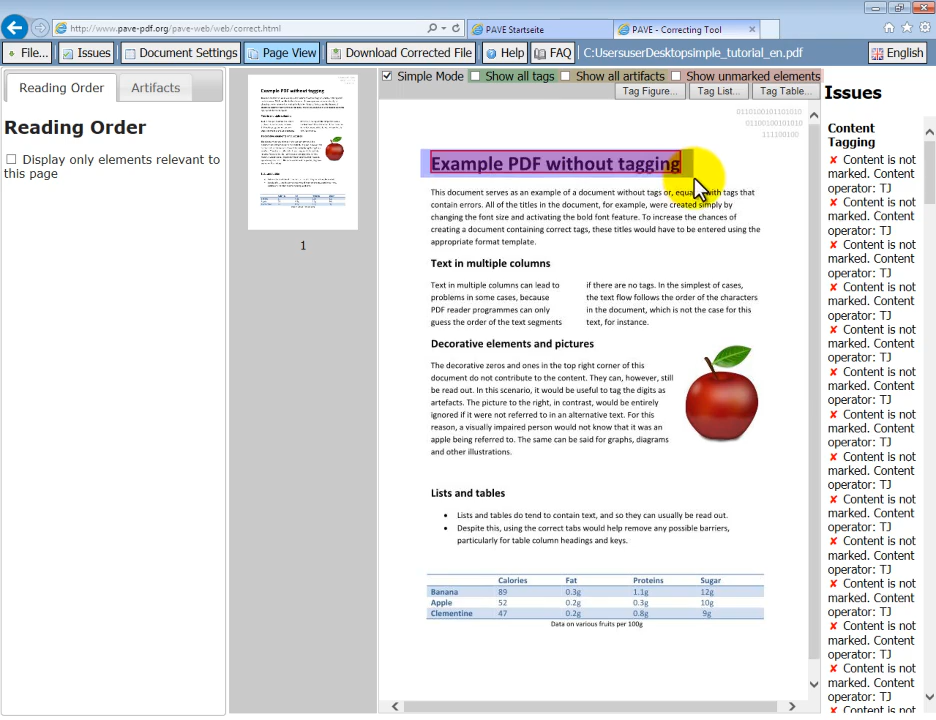 http://www.pave-pdf.org/pave-web/web/correct.html
PAVE Startseite
PAVE - Correcting Tool
File...
Issues
Document Settings
Page View
Download Corrected File
Help
FAQ
C:UsersuserDesktopsimple_tutorial_en.pdf
English
Reading Order
Artifacts
Reading Order
Display only elements relevant to
this page
1
Simple Mode
Show all tags
Show all artifacts
Show unmarked elements
Tag Figure...
Tag List...
Tag Table...
0110100101101010
01100100101010
111100100
Example PDF without tagging
This document serves as an example of a document without tags or, equally with tags that
contain errors. All of the titles in the document, for example, were created simply by
changing the font size and activating the bold font feature. To increase the chances of
creating a document containing correct tags, these titles would have to be entered using the
appropriate format template.
Text in multiple columns
Text in multiple columns can lead to
problems in some cases, because
PDF reader programmes can only
guess the order of the text segments
if there are no tags. In the simplest of cases,
the text flow follows the order of the characters
in the document, which is not the case for this
text, for instance.
Decorative elements and pictures
The decorative zeros and ones in the top right corner of this
document do not contribute to the content. They can, however, still
be read out. In this scenario, it would be useful to tag the digits as
artefacts. The picture to the right, in contrast, would be entirely
ignored if it were not referred to in an alternative text. For this
reason, a visually impaired person would not know that it was an
apple being referred to. The same can be said for graphs, diagrams
and other illustrations.
Lists and tables
• Lists and tables do tend to contain text, and so they can usually be read out.
• Despite this, using the correct tabs would help remove any possible barriers,
particularly for table column headings and keys.
Calories Fat Proteins Sugar
Banana 89 0.3g 1.1g 12g
Apple 52 0.2g 0.3g 10g
Clementine 47 0.2g 0.8g 9g
Data on various fruits per 100g
Issues
Content
Tagging
✘ Content is not
marked. Content
operator: TJ
✘ Content is not
marked. Content
operator: TJ
✘ Content is not
marked. Content
operator: TJ
✘ Content is not
marked. Content
operator: TJ
✘ Content is not
marked. Content
operator: TJ
✘ Content is not
marked. Content
operator: TJ
✘ Content is not
marked. Content
operator: TJ
✘ Content is not
marked. Content
operator: TJ
✘ Content is not
marked. Content
operator: TJ
✘ Content is not
marked. Content
operator: TJ
✘ Content is not
marked. Content
operator: TJ
✘ Content is not
marked. Content
operator: TJ
✘ Content is not
marked. Content
operator: TJ
✘ Content is not